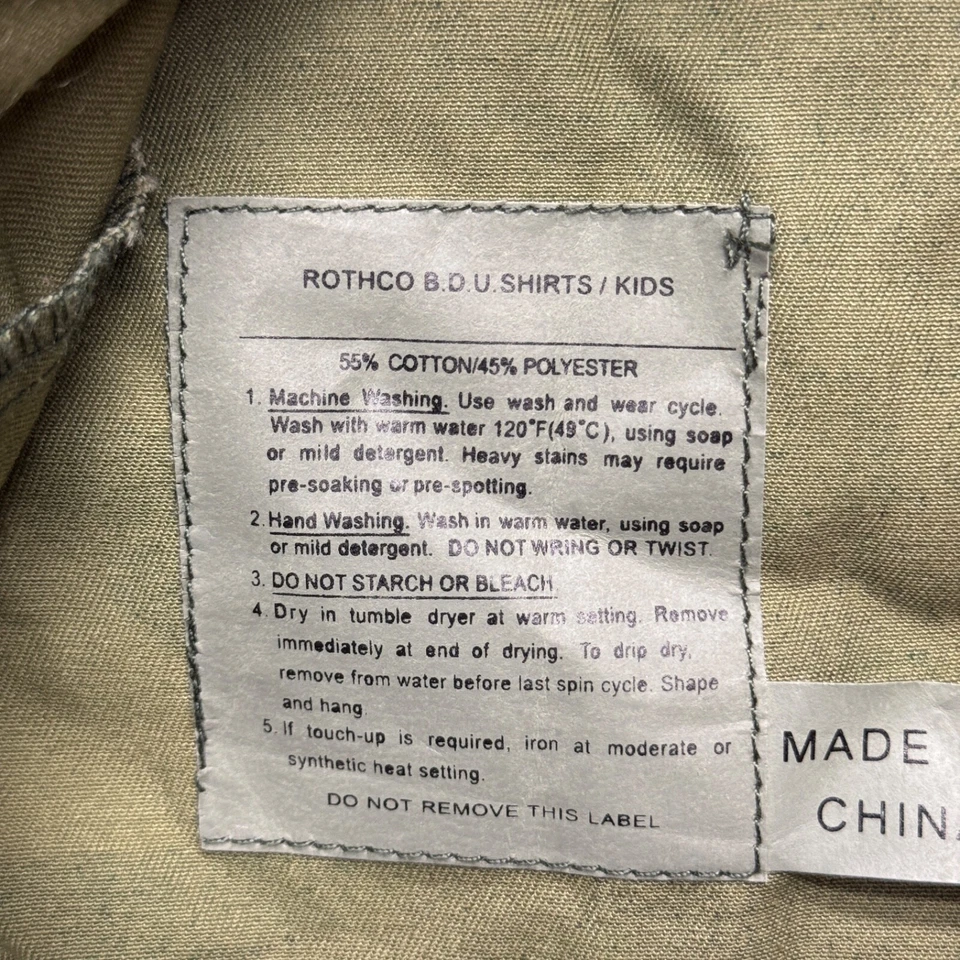 ROTHCO B.D.U.SHIRTS / KIDS
55% COTTON/45% POLYESTER
1. Machine Washing. Use wash and wear cycle.
Wash with warm water 120°F(49°C), using soap
or mild detergent. Heavy stains may require
pre-soaking or pre-spotting.
2. Hand Washing. Wash in warm water, using soap
or mild detergent. DO NOT WRING OR TWIST.
3. DO NOT STARCH OR BLEACH
4. Dry in tumble dryer at warm setting. Remove
immediately at end of drying. To drip dry,
remove from water before last spin cycle. Shape
and hang.
5. If touch-up is required, iron at moderate or
synthetic heat setting.
DO NOT REMOVE THIS LABEL
MADE
CHINA